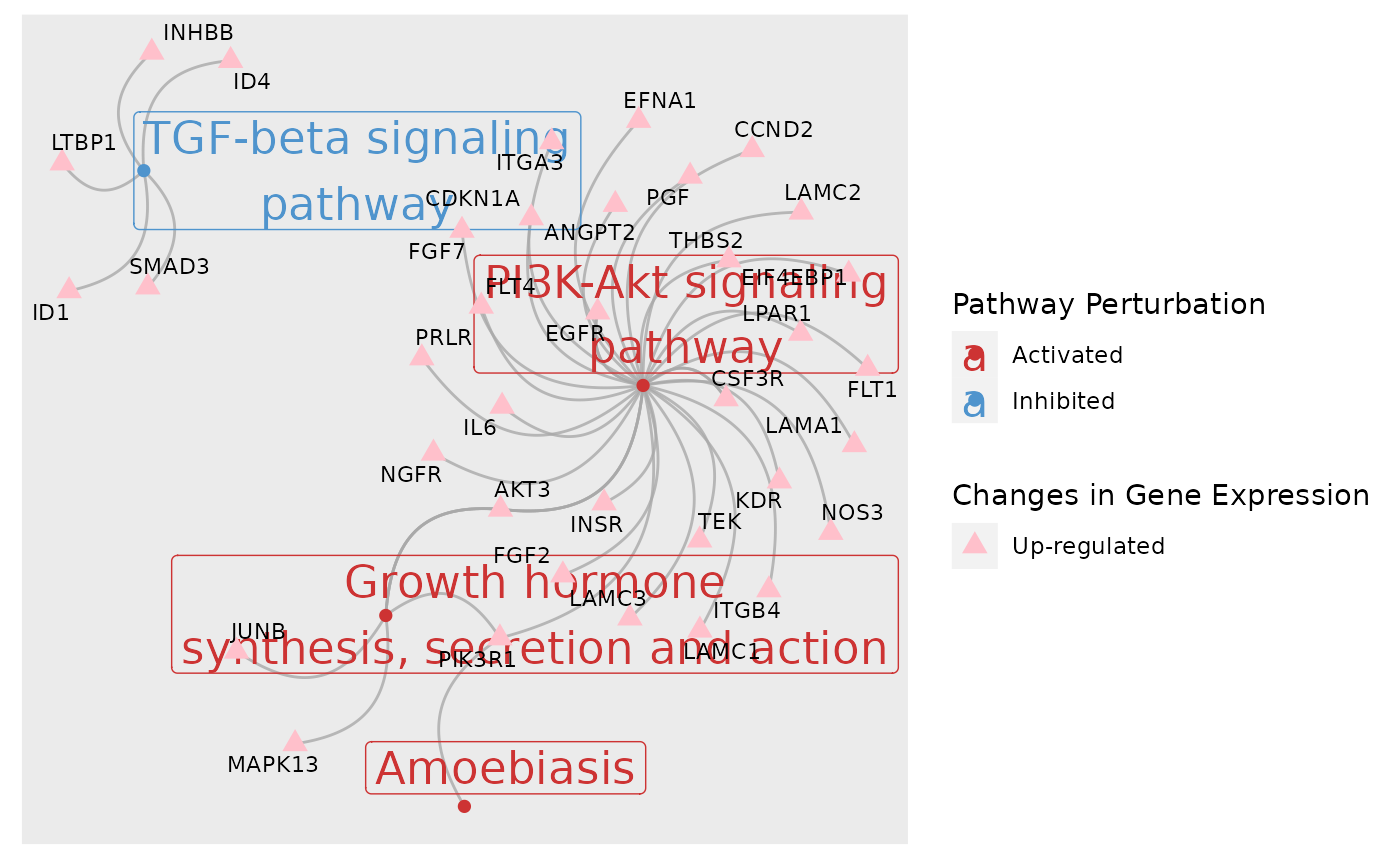 INHBB
ID4
EFNA1
CCND2
LTBP1
TGF-beta signaling
pathway
ITGA3
LAMC2
CDKN1A
PGF
ANGPT2
THBS2
FGF7
SMAD3
ID1
PI3K-Akt signaling
pathway
EIF4EBP1
FLT4
LPAR1
EGFR
PRLR
CSF3R
FLT1
IL6
LAMA1
NGFR
AKT3
KDR
NOS3
INSR
TEK
FGF2
Growth hormone
synthesis, secretion and action
LAMC3
ITGB4
JUNB
PIK3R1
LAMC1
MAPK13
Amoebiasis
Pathway Perturbation
a Activated
a Inhibited
Changes in Gene Expression
Up-regulated